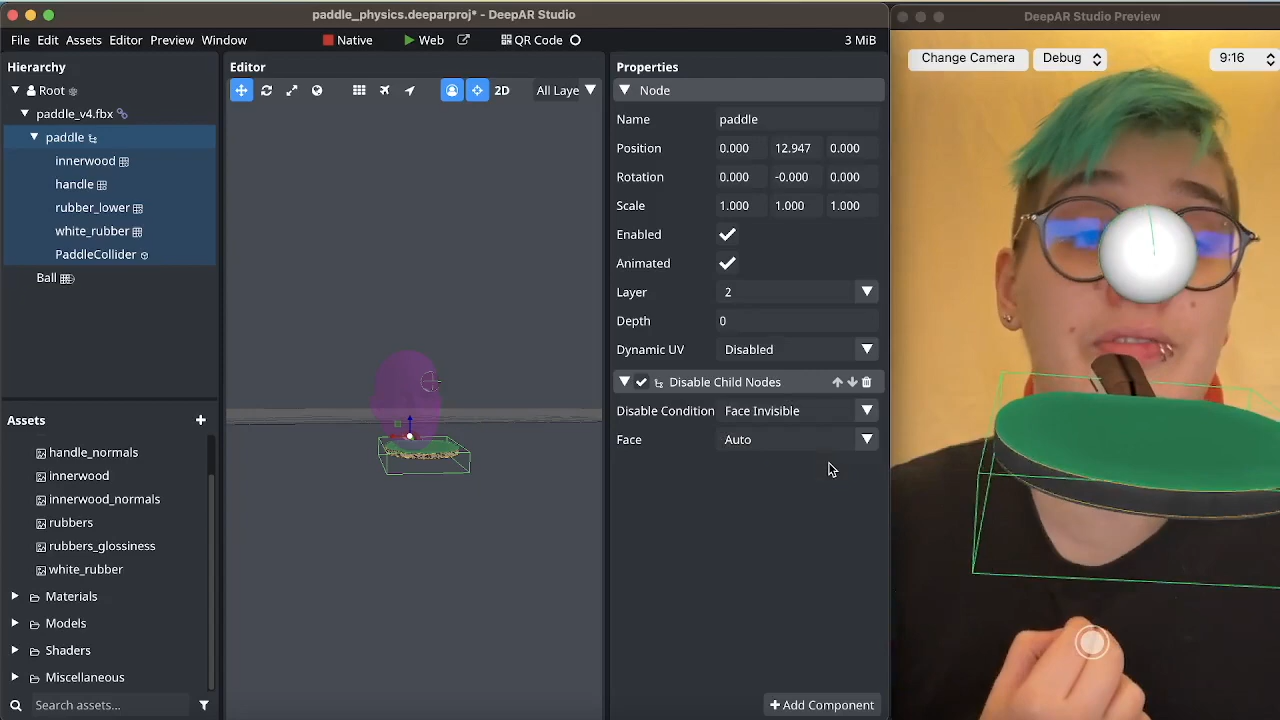 paddle_physics.deeparproj* - DeepAR Studio
File Edit Assets Editor Preview Window
Native
Web
QR Code
3 MiB
Hierarchy
Root
paddle_v4.fbx
paddle
innerwood
handle
rubber_lower
white_rubber
PaddleCollider
Ball
Assets
+
handle_normals
innerwood
innerwood_normals
rubbers
rubbers_glossiness
white_rubber
Materials
Models
Shaders
Miscellaneous
Search assets...
Editor
2D
All Laye
Properties
Node
Name paddle
Position 0.000 12.947 0.000
Rotation 0.000 -0.000 0.000
Scale 1.000 1.000 1.000
Enabled
Animated
Layer 2
Depth 0
Dynamic UV Disabled
Disable Child Nodes
Disable Condition Face Invisible
Face Auto
+ Add Component
DeepAR Studio Preview
Change Camera
Debug
9:16